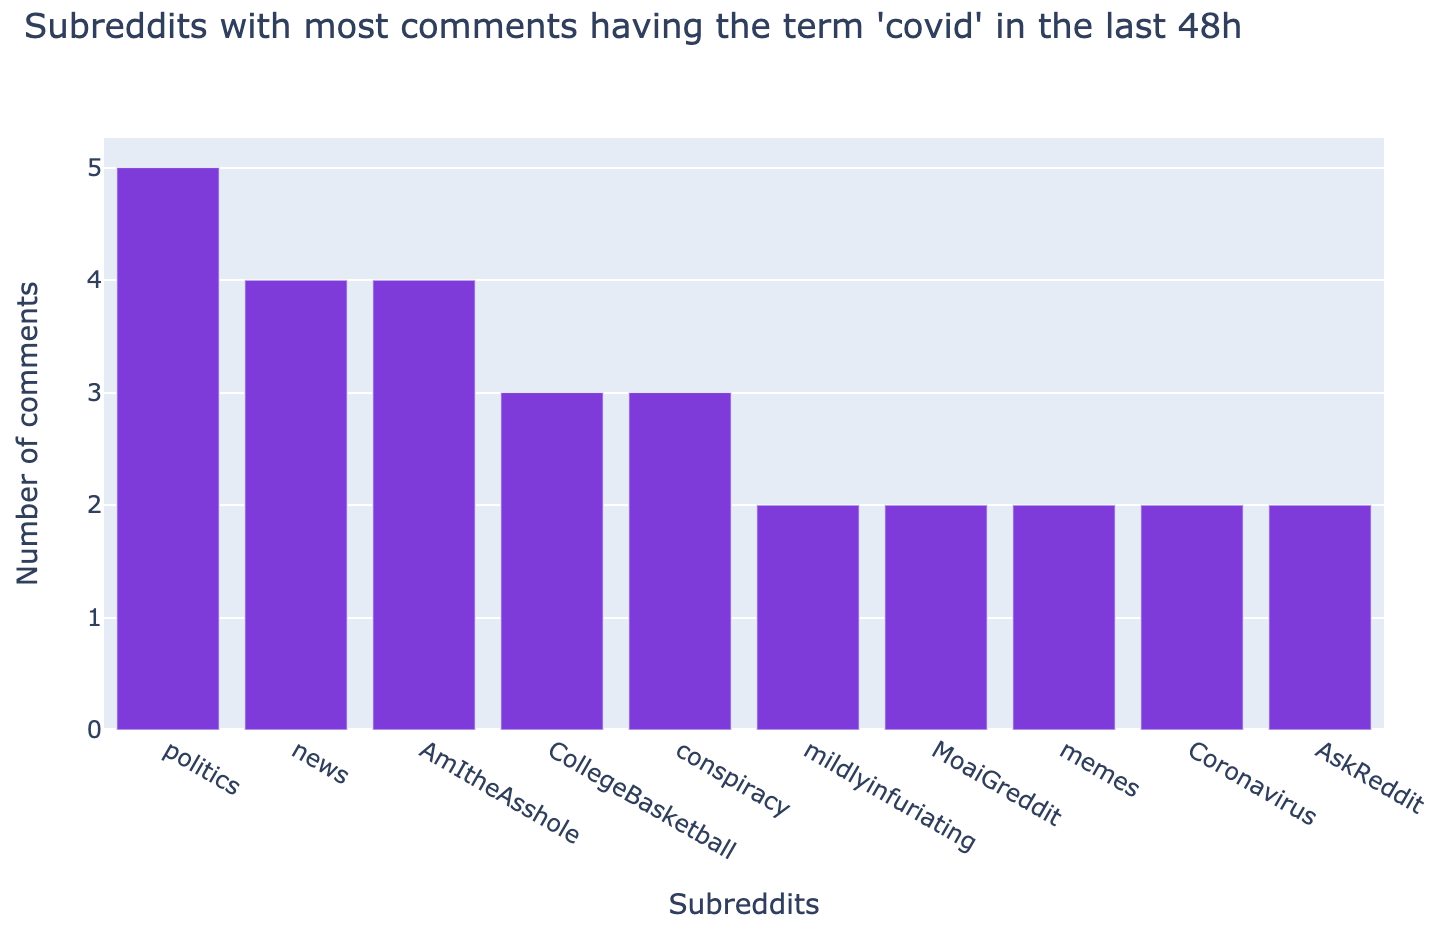 Subreddits with most comments having the term 'covid' in the last 48h
Number of comments
5
4
3
2
1
0
politics
news
AmItheAsshole
CollegeBasketball
conspiracy
mildlyinfuriating
MoaiGreddit
memes
Coronavirus
AskReddit
Subreddits